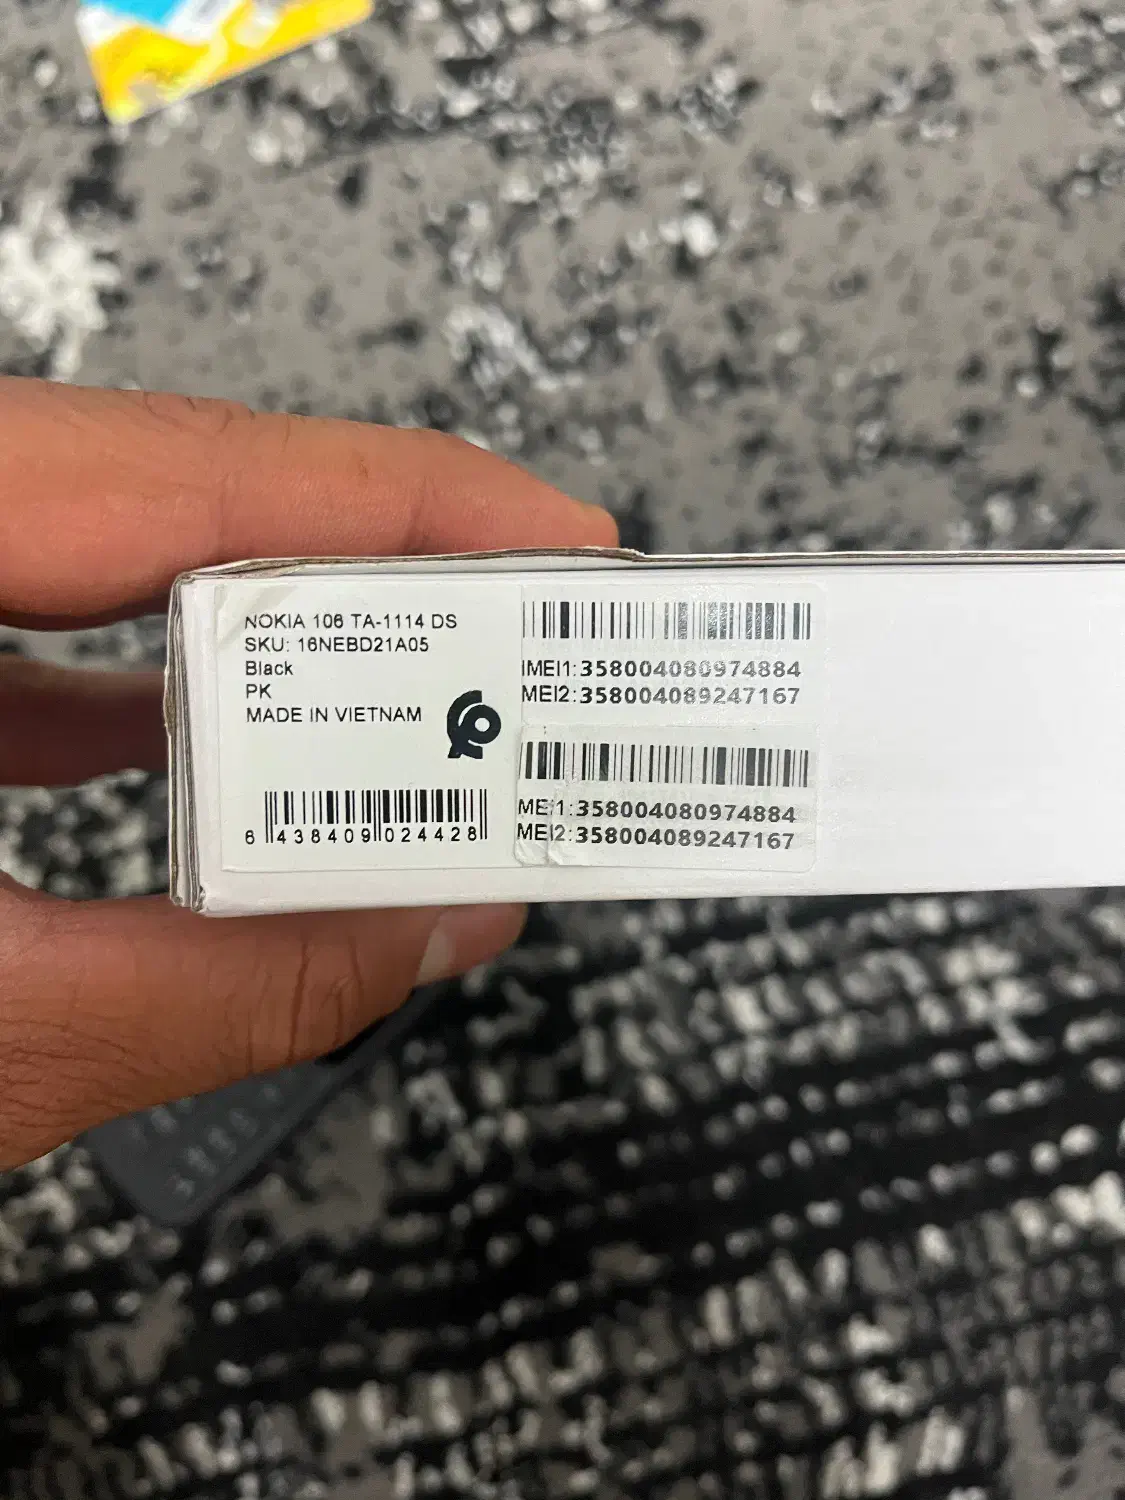 NOKIA 106 TA-1114 DS
SKU: 16NEBD21A05
Black
PK
MADE IN VIETNAM
6 438409 024428
IMEI1:358004080974884
MEI2:358004089247167
MEI1:358004080974884
MEI2:358004089247167